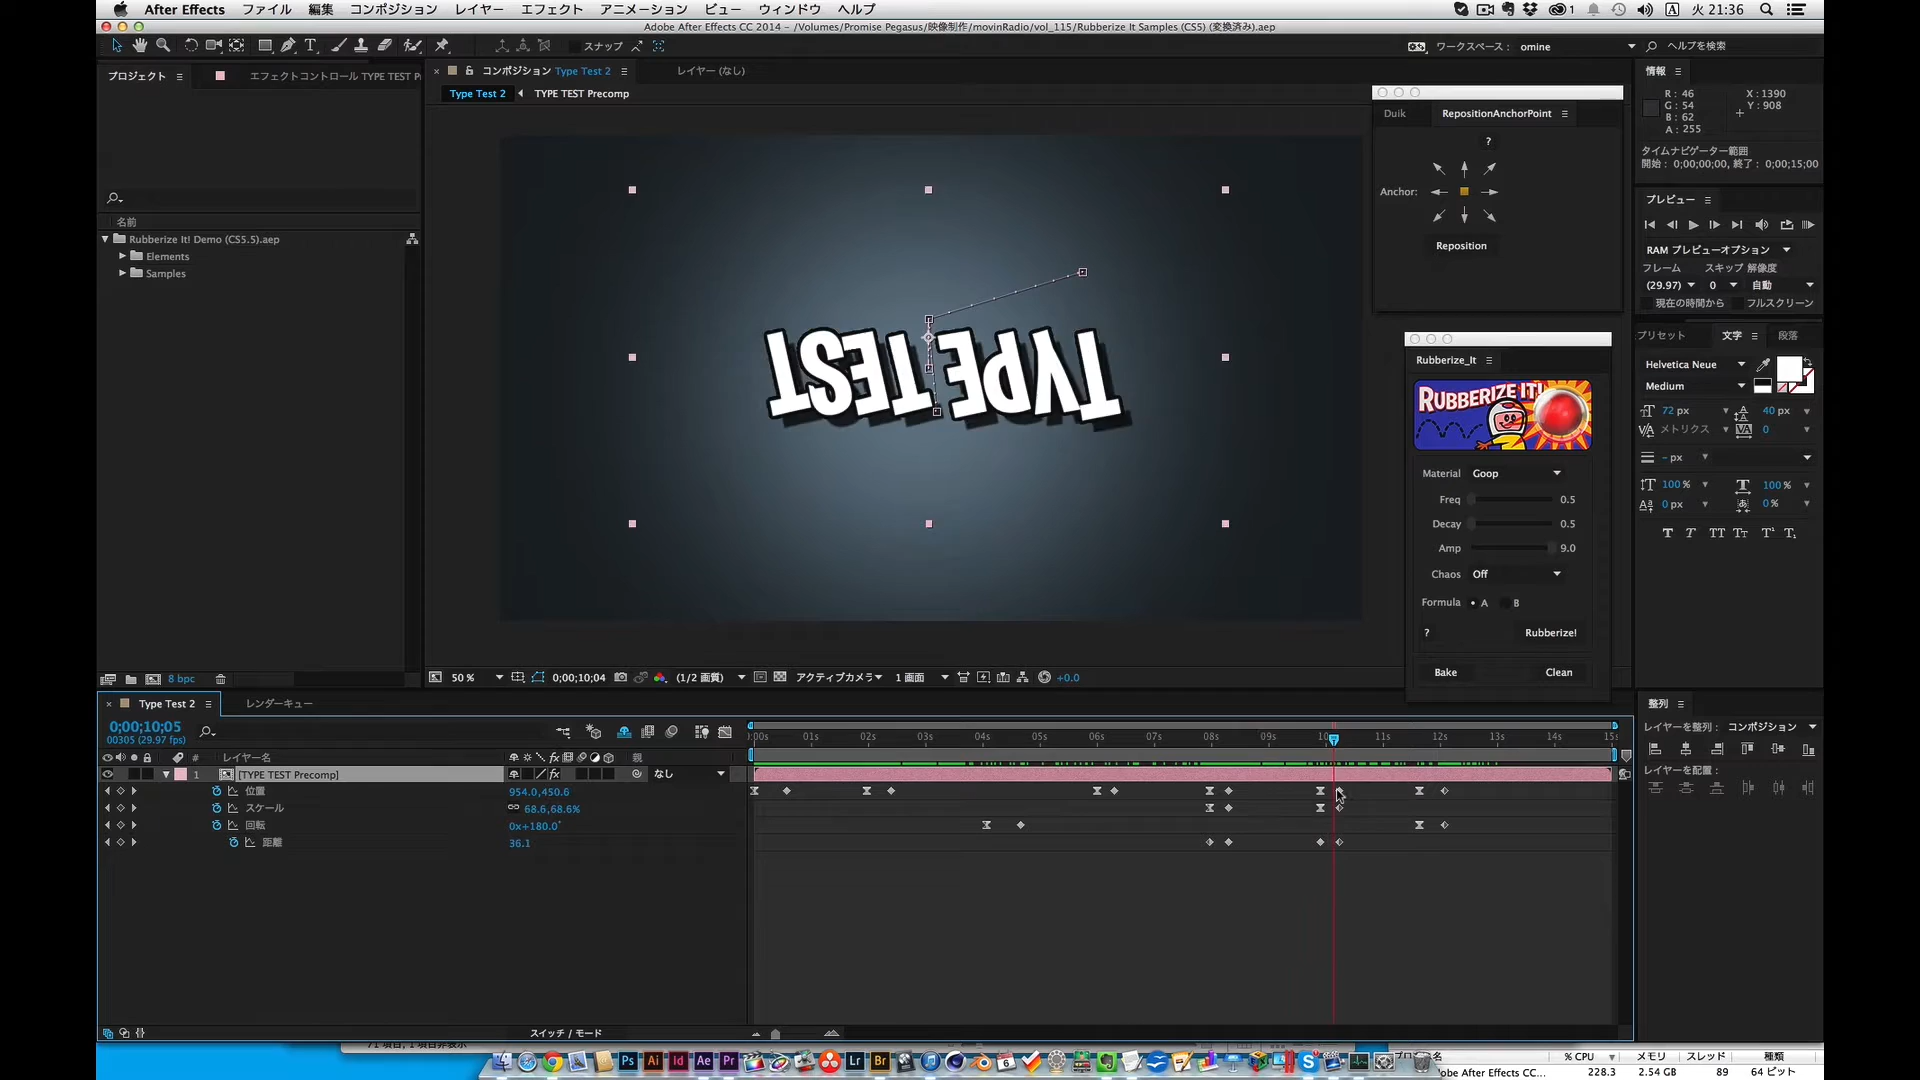 After Effects ファイル 編集 コンポジション レイヤー エフェクト アニメーション ビュー ウィンドウ ヘルプ
1 A 火 21:36
Adobe After Effects CC 2014 - /Volumes/Promise Pegasus/映像制作/movinRadio/vol_115/Rubberize It Samples (CS5) (変換済み).aep
スナップ ワークスペース： omine ヘルプを検索
プロジェクト エフェクトコントロール TYPE TEST P
コンポジション Type Test 2 レイヤー (なし)
Type Test 2 TYPE TEST Precomp
名前
Rubberize It! Demo (CS5.5).aep
Elements
Samples
8 bpc
TYPE TEST
50 % 0;00;10;04 (1/2 画質) アクティブカメラ 1 画面 +0.0
Duik RepositionAnchorPoint
?
Anchor:
Reposition
Rubberize_It
RUBBERIZE IT!
Material Goop
Freq 0.5
Decay 0.5
Amp 9.0
Chaos Off
Formula A B
? Rubberize!
Bake Clean
情報
R : 46 X : 1390
G : 54 Y : 908
B : 62
A : 255
タイムナビゲーター範囲
開始 : 0;00;00;00, 終了 : 0;00;15;00
プレビュー
RAM プレビューオプション
フレーム スキップ 解像度
(29.97) 0 自動
現在の時間から フルスクリーン
プリセット 文字 段落
Helvetica Neue
Medium
72 px 40 px
メトリクス 0
- px
100 % 100 %
0 px 0 %
T T TT Tт T¹ T₁
Type Test 2 レンダーキュー
0;00;10;05
00305 (29.97 fps)
# レイヤー名 親
1 [TYPE TEST Precomp] なし
位置 954.0,450.6
スケール 68.6,68.6%
回転 0x+180.0°
距離 36.1
:00s 01s 02s 03s 04s 05s 06s 07s 08s 09s 10s 11s 12s 13s 14s 15s
スイッチ / モード
整列
レイヤーを整列： コンポジション
レイヤーを配置：
Ps Ai Id Ae Pr Lr Br
% CPU メモリ スレッド 種類
dobe After Effects CC... 228.3 2.54 GB 89 64 ビット